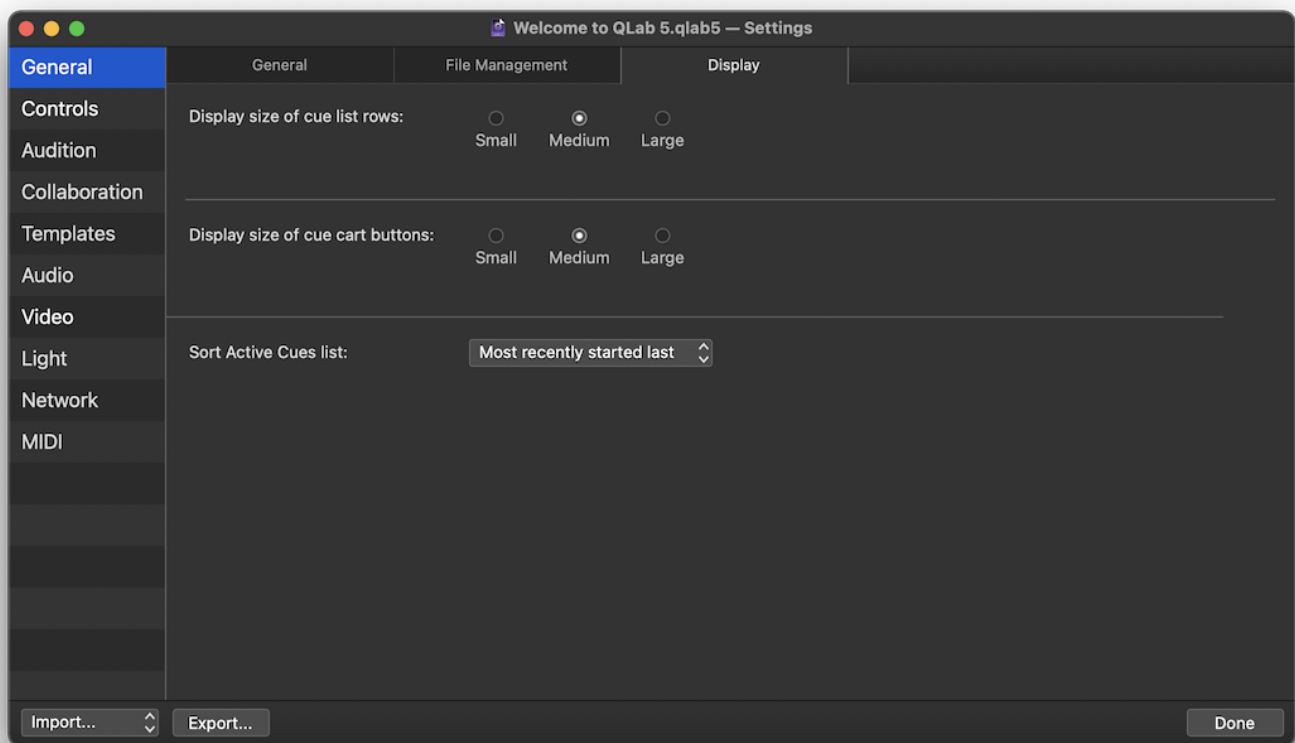 Welcome to QLab 5.qlab5 — Settings
General
Controls
Audition
Collaboration
Templates
Audio
Video
Light
Network
MIDI
General File Management Display
Display size of cue list rows:
Small Medium Large
Display size of cue cart buttons:
Small Medium Large
Sort Active Cues list: Most recently started last
Import... Export... Done